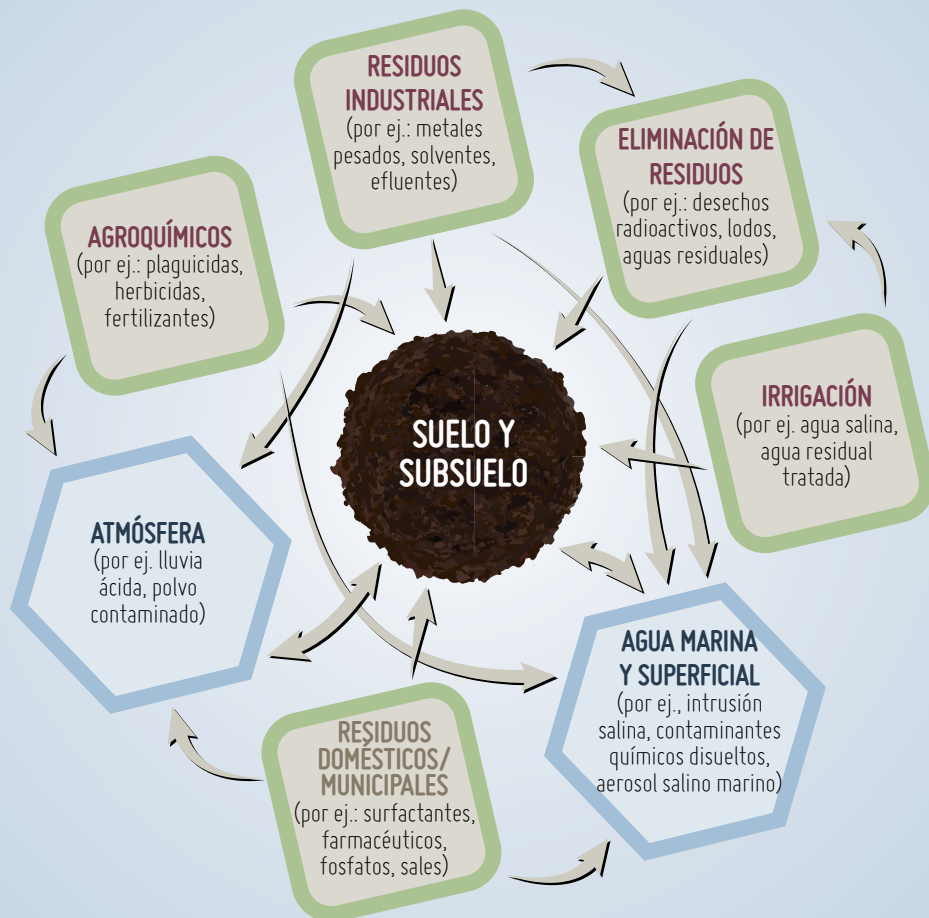 RESIDUOS
INDUSTRIALES
(por ej.: metales
pesados, solventes,
efluentes)
ELIMINACIÓN DE
RESIDUOS
(por ej.: desechos
radioactivos, lodos,
aguas residuales)
AGROQUÍMICOS
(por ej.: plaguicidas,
herbicidas,
fertilizantes)
IRRIGACIÓN
(por ej. agua salina,
agua residual
tratada)
SUELO Y
SUBSUELO
ATMÓSFERA
(por ej. lluvia
ácida, polvo
contaminado)
AGUA MARINA
Y SUPERFICIAL
(por ej., intrusión
salina, contaminantes
químicos disueltos,
aerosol salino marino)
RESIDUOS
DOMÉSTICOS/
MUNICIPALES
(por ej.: surfactantes,
farmacéuticos,
fosfatos, sales)